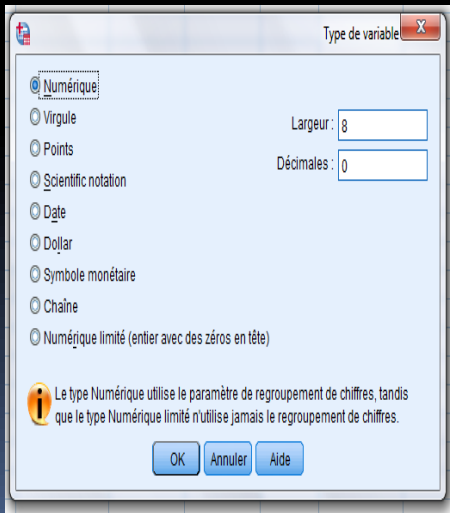 Type de variable
X
Numérique
Virgule
Points
Scientific notation
Date
Dollar
Symbole monétaire
Chaîne
Numérique limité (entier avec des zéros en tête)
Largeur : 8
Décimales : 0
Le type Numérique utilise le paramètre de regroupement de chiffres, tandis
que le type Numérique limité n'utilise jamais le regroupement de chiffres.
OK Annuler Aide